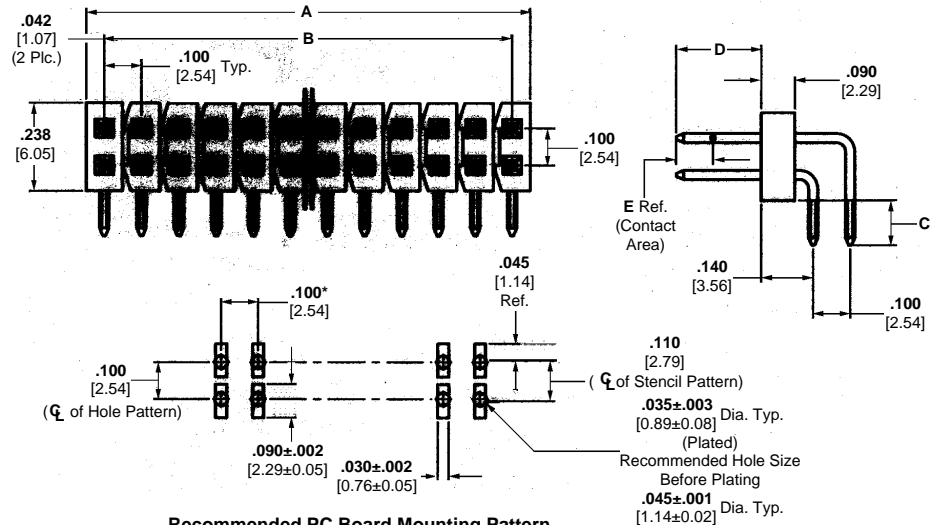 A
.042
[1.07]
(2 Plc.)
B
.100
[2.54] Typ.
.238
[6.05]
.100
[2.54]
D
.090
[2.29]
E Ref.
(Contact
Area)
C
.140
[3.56]
.100
[2.54]
.045
[1.14]
Ref.
.100*
[2.54]
.100
[2.54]
(℄ of Hole Pattern)
.110
[2.79]
(℄ of Stencil Pattern)
.090±.002
[2.29±0.05]
.030±.002
[0.76±0.05]
.035±.003
[0.89±0.08] Dia. Typ.
(Plated)
Recommended Hole Size
Before Plating
.045±.001
[1.14±0.02] Dia. Typ.
Recommended PC Board Mounting Pattern